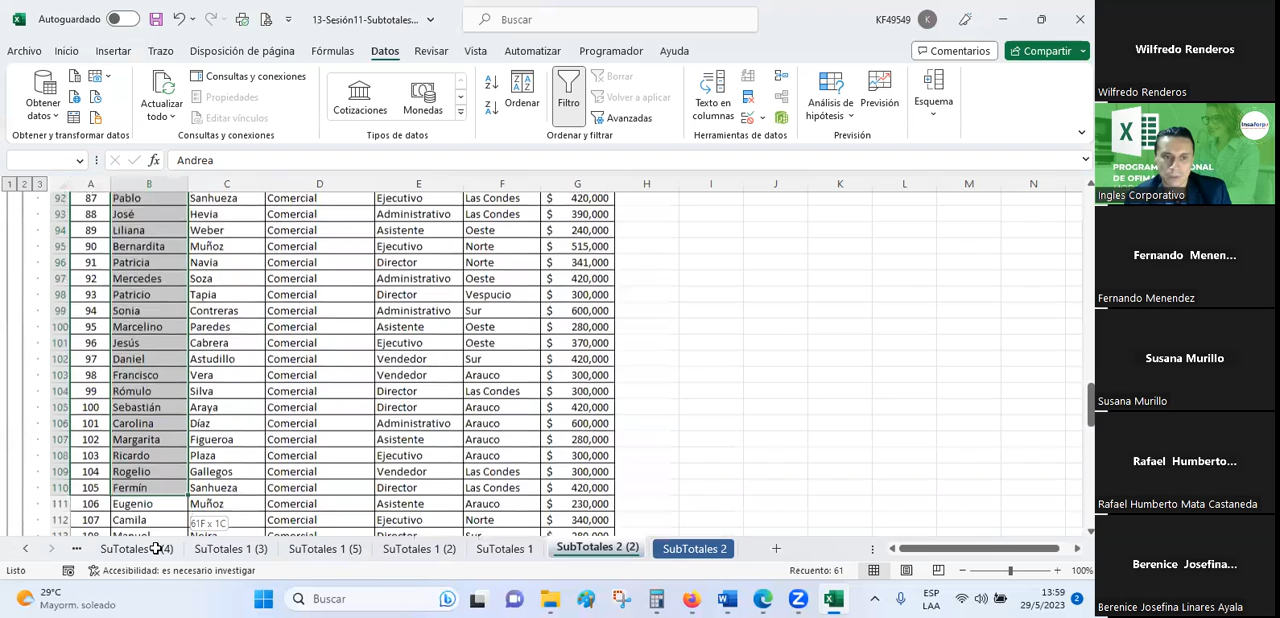 Autoguardado
13-Sesión11-Subtotales...
Buscar
KF49549
K
Archivo Inicio Insertar Trazo Disposición de página Fórmulas Datos Revisar Vista Automatizar Programador Ayuda
Comentarios
Compartir
Obtener datos
Consultas y conexiones
Propiedades
Editar vínculos
Actualizar todo
Cotizaciones
Monedas
Ordenar
Filtro
Borrar
Volver a aplicar
Avanzadas
Texto en columnas
Análisis de hipótesis
Previsión
Esquema
Obtener y transformar datos
Consultas y conexiones
Tipos de datos
Ordenar y filtrar
Herramientas de datos
Previsión
fx Andrea
1 2 3
A B C D E F G H I J K L M N
92 87 Pablo Sanhueza Comercial Ejecutivo Las Condes $ 420,000
93 88 José Hevia Comercial Administrativo Las Condes $ 390,000
94 89 Liliana Weber Comercial Asistente Oeste $ 240,000
95 90 Bernardita Muñoz Comercial Ejecutivo Norte $ 515,000
96 91 Patricia Navia Comercial Director Norte $ 341,000
97 92 Mercedes Soza Comercial Administrativo Oeste $ 420,000
98 93 Patricio Tapia Comercial Director Vespucio $ 300,000
99 94 Sonia Contreras Comercial Administrativo Sur $ 600,000
100 95 Marcelino Paredes Comercial Asistente Oeste $ 280,000
101 96 Jesús Cabrera Comercial Ejecutivo Oeste $ 370,000
102 97 Daniel Astudillo Comercial Vendedor Sur $ 420,000
103 98 Francisco Vera Comercial Vendedor Arauco $ 300,000
104 99 Rómulo Silva Comercial Director Las Condes $ 300,000
105 100 Sebastián Araya Comercial Director Arauco $ 420,000
106 101 Carolina Díaz Comercial Administrativo Arauco $ 600,000
107 102 Margarita Figueroa Comercial Asistente Arauco $ 280,000
108 103 Ricardo Plaza Comercial Ejecutivo Arauco $ 300,000
109 104 Rogelio Gallegos Comercial Vendedor Las Condes $ 300,000
110 105 Fermín Sanhueza Comercial Director Las Condes $ 420,000
111 106 Eugenio Muñoz Comercial Asistente Arauco $ 230,000
112 107 Camila Comercial Ejecutivo Norte $ 340,000
61F x 1C
SuTotales (4)
SuTotales 1 (3)
SuTotales 1 (5)
SuTotales 1 (2)
SuTotales 1
SubTotales 2 (2)
SubTotales 2
Listo
Accesibilidad: es necesario investigar
Recuento: 61
100%
29°C
Mayorm. soleado
Buscar
ESP
LAA
13:59
29/5/2023
2
Wilfredo Renderos
Wilfredo Renderos
Insaforp
Ingles Corporativo
Fernando Menen...
Fernando Menendez
Susana Murillo
Susana Murillo
Rafael Humberto...
Rafael Humberto Mata Castaneda
Berenice Josefina...
Berenice Josefina Linares Ayala